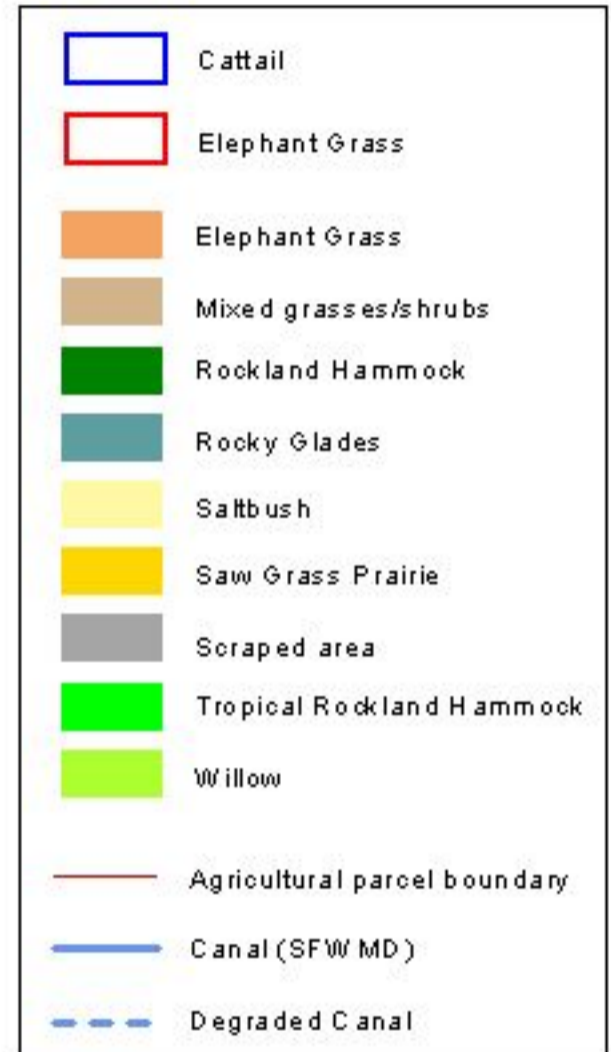 Cattail
Elephant Grass
Elephant Grass
Mixed grasses/shrubs
Rockland Hammock
Rocky Glades
Saltbush
Saw Grass Prairie
Scraped area
Tropical Rockland Hammock
Willow
Agricultural parcel boundary
Canal (SFWMD)
Degraded Canal